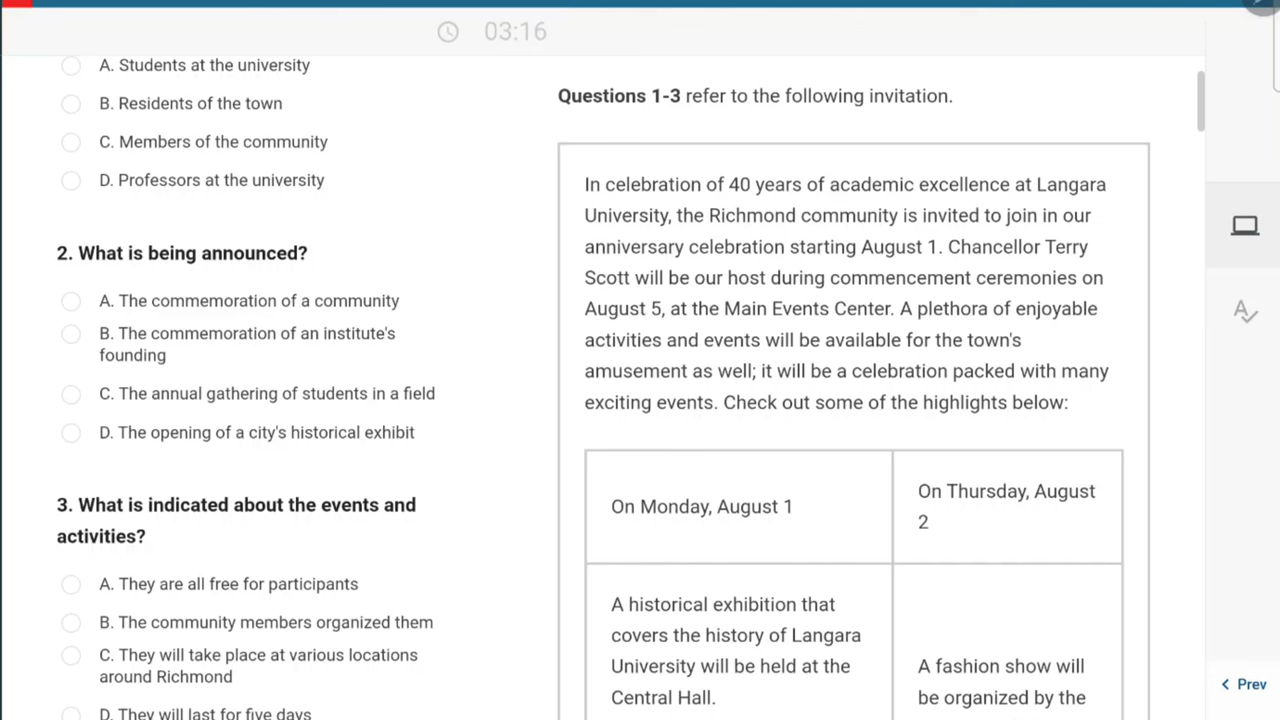 03:16
A. Students at the university
B. Residents of the town
C. Members of the community
D. Professors at the university
2. What is being announced?
A. The commemoration of a community
B. The commemoration of an institute's
founding
C. The annual gathering of students in a field
D. The opening of a city's historical exhibit
3. What is indicated about the events and
activities?
A. They are all free for participants
B. The community members organized them
C. They will take place at various locations
around Richmond
D. They will last for five days
Questions 1-3 refer to the following invitation.
In celebration of 40 years of academic excellence at Langara
University, the Richmond community is invited to join in our
anniversary celebration starting August 1. Chancellor Terry
Scott will be our host during commencement ceremonies on
August 5, at the Main Events Center. A plethora of enjoyable
activities and events will be available for the town's
amusement as well; it will be a celebration packed with many
exciting events. Check out some of the highlights below:
On Monday, August 1
On Thursday, August
2
A historical exhibition that
covers the history of Langara
University will be held at the
Central Hall.
A fashion show will
be organized by the
Prev